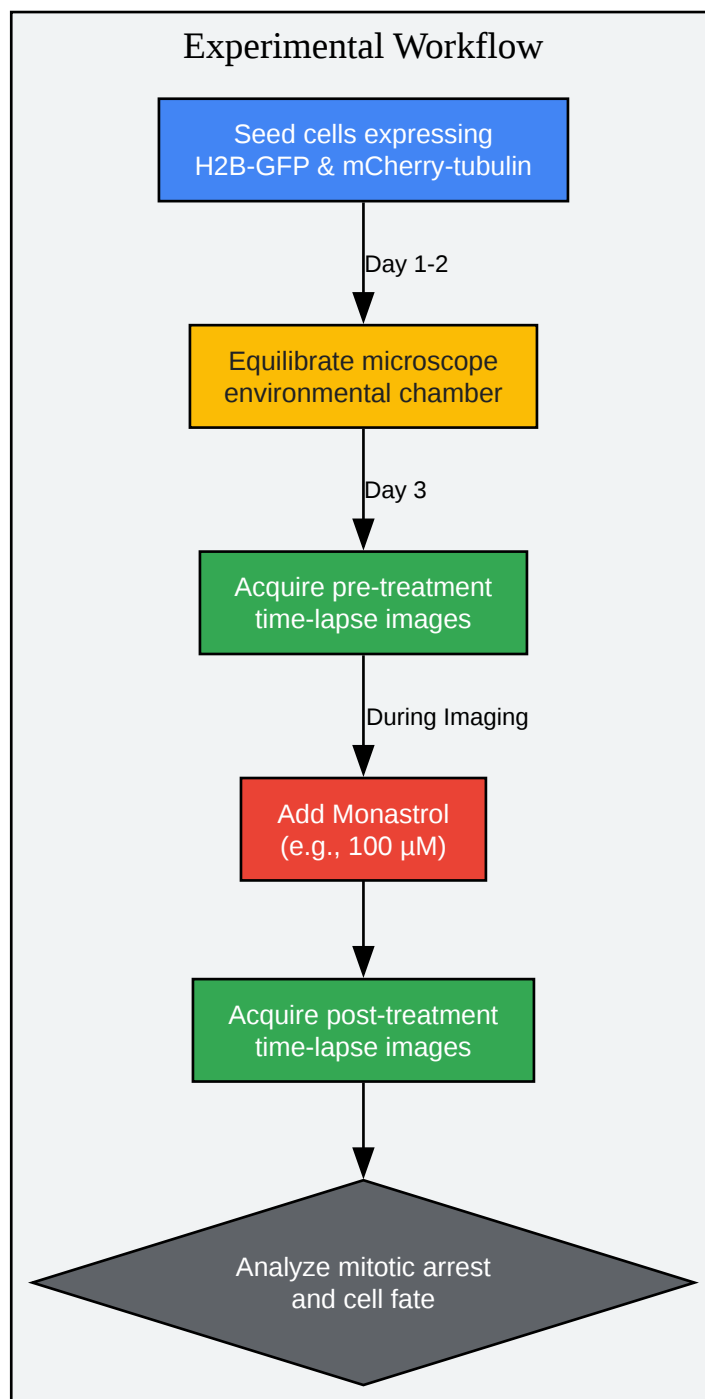 Experimental Workflow
Seed cells expressing
H2B-GFP & mCherry-tubulin
Day 1-2
Equilibrate microscope
environmental chamber
Day 3
Acquire pre-treatment
time-lapse images
During Imaging
Add Monastrol
(e.g., 100 µM)
Acquire post-treatment
time-lapse images
Analyze mitotic arrest
and cell fate